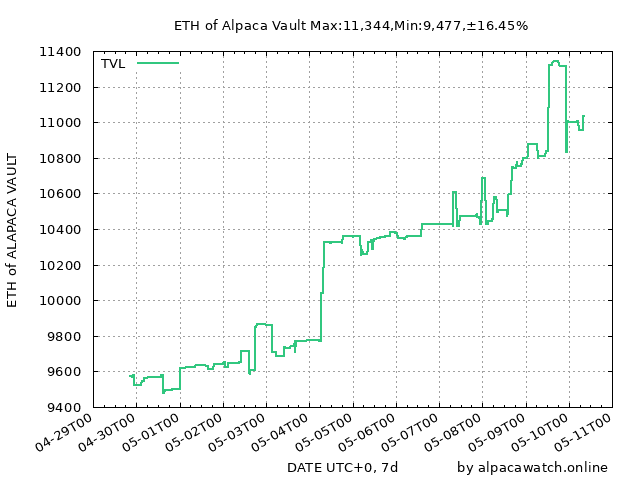 ETH of Alpaca Vault Max:11,344,Min:9,477,±16.45%
TVL
11400
11200
11000
10800
10600
10400
10200
10000
9800
9600
9400
ETH of ALAPACA VAULT
04-29T00
04-30T00
05-01T00
05-02T00
05-03T00
05-04T00
05-05T00
05-06T00
05-07T00
05-08T00
05-09T00
05-10T00
05-11T00
DATE UTC+0, 7d
by alpacawatch.online